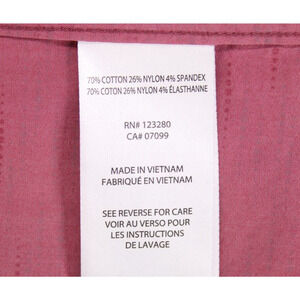 70% COTTON 26% NYLON 4% SPANDEX
70% COTON 26% NYLON 4% ÉLASTHANNE
RN# 123280
CA# 07099
MADE IN VIETNAM
FABRIQUÉ EN VIETNAM
SEE REVERSE FOR CARE
VOIR AU VERSO POUR
LES INSTRUCTIONS
DE LAVAGE